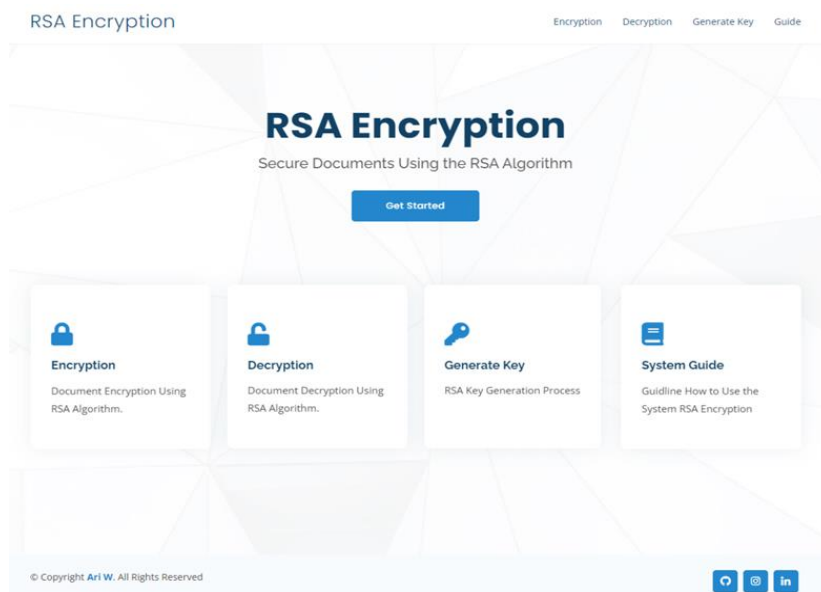 RSA Encryption
Encryption Decryption Generate Key Guide
RSA Encryption
Secure Documents Using the RSA Algorithm
Get Started
Encryption
Document Encryption Using
RSA Algorithm.
Decryption
Document Decryption Using
RSA Algorithm.
Generate Key
RSA Key Generation Process
System Guide
Guidline How to Use the
System RSA Encryption
© Copyright Ari W. All Rights Reserved
in